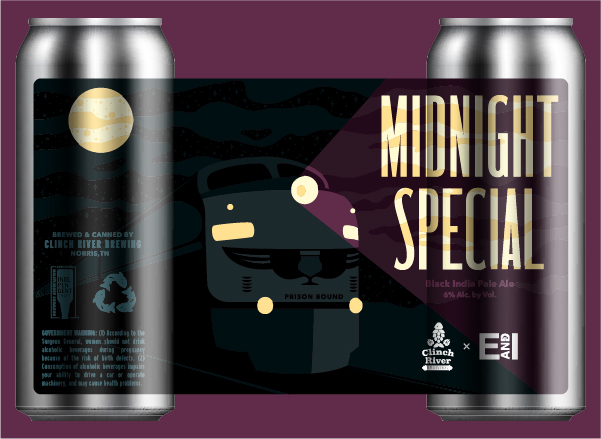 MIDNIGHT
SPECIAL
Black India Pale Ale
6% Alc. by Vol.
Clinch
River
×
E AND I
PRISON BOUND
BREWED & CANNED BY
CLINCH RIVER BREWING
NORRIS, TN
GOVERNMENT WARNING: (1) According to the
Surgeon General, women should not drink
alcoholic beverages during pregnancy
because of the risk of birth defects. (2)
Consumption of alcoholic beverages impairs
your ability to drive a car or operate
machinery, and may cause health problems.